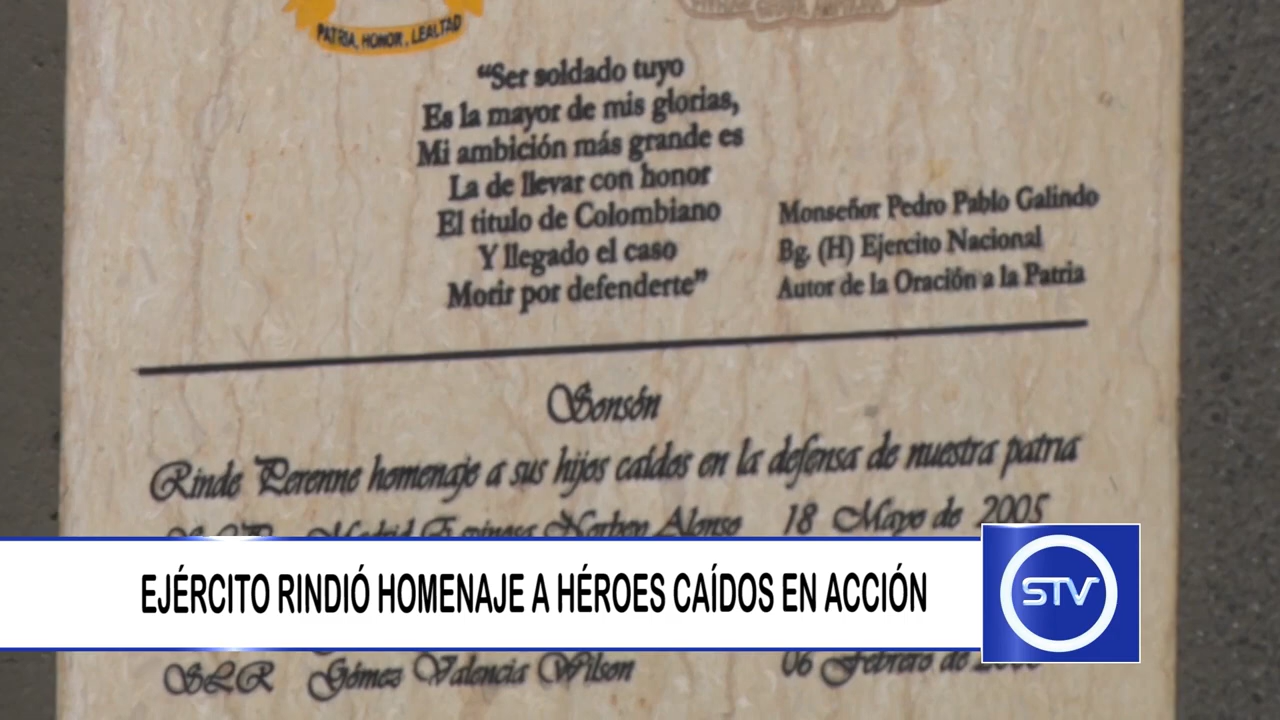 PATRIA, HONOR, LEALTAD
“Ser soldado tuyo
Es la mayor de mis glorias,
Mi ambición más grande es
La de llevar con honor
El titulo de Colombiano
Y llegado el caso
Morir por defenderte”
Monseñor Pedro Pablo Galindo
Bg. (H) Ejercito Nacional
Autor de la Oración a la Patria
Sonsón
Rinde Perenne homenaje a sus hijos caídos en la defensa de nuestra patria
Madrid Espinosa Norbey Alonso 18 Mayo de 2005
EJÉRCITO RINDIÓ HOMENAJE A HÉROES CAÍDOS EN ACCIÓN
STV
SLR Gómez Valencia Wilson 06 Febrero de